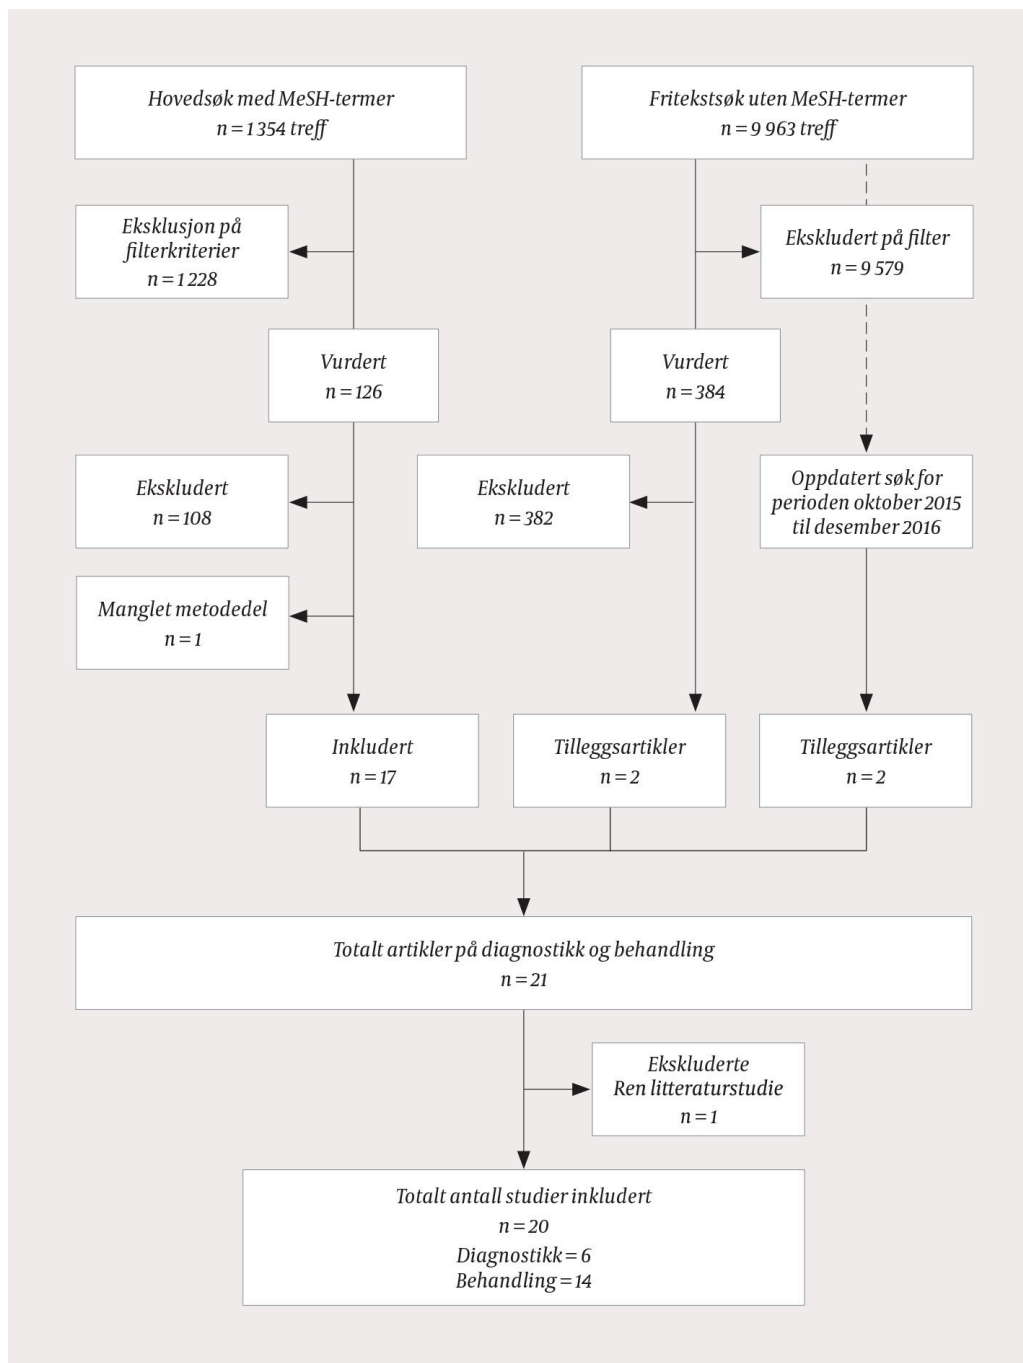 Hovedsøk med MeSH-termer
n = 1 354 treff
Fritekstsøk uten MeSH-termer
n = 9 963 treff
Eksklusjon på
filterkriterier
n = 1 228
Ekskludert på filter
n = 9 579
Vurdert
n = 126
Vurdert
n = 384
Ekskludert
n = 108
Ekskludert
n = 382
Oppdatert søk for
perioden oktober 2015
til desember 2016
Manglet metodedel
n = 1
Inkludert
n = 17
Tilleggsartikler
n = 2
Tilleggsartikler
n = 2
Totalt artikler på diagnostikk og behandling
n = 21
Ekskluderte
Ren litteraturstudie
n = 1
Totalt antall studier inkludert
n = 20
Diagnostikk = 6
Behandling = 14